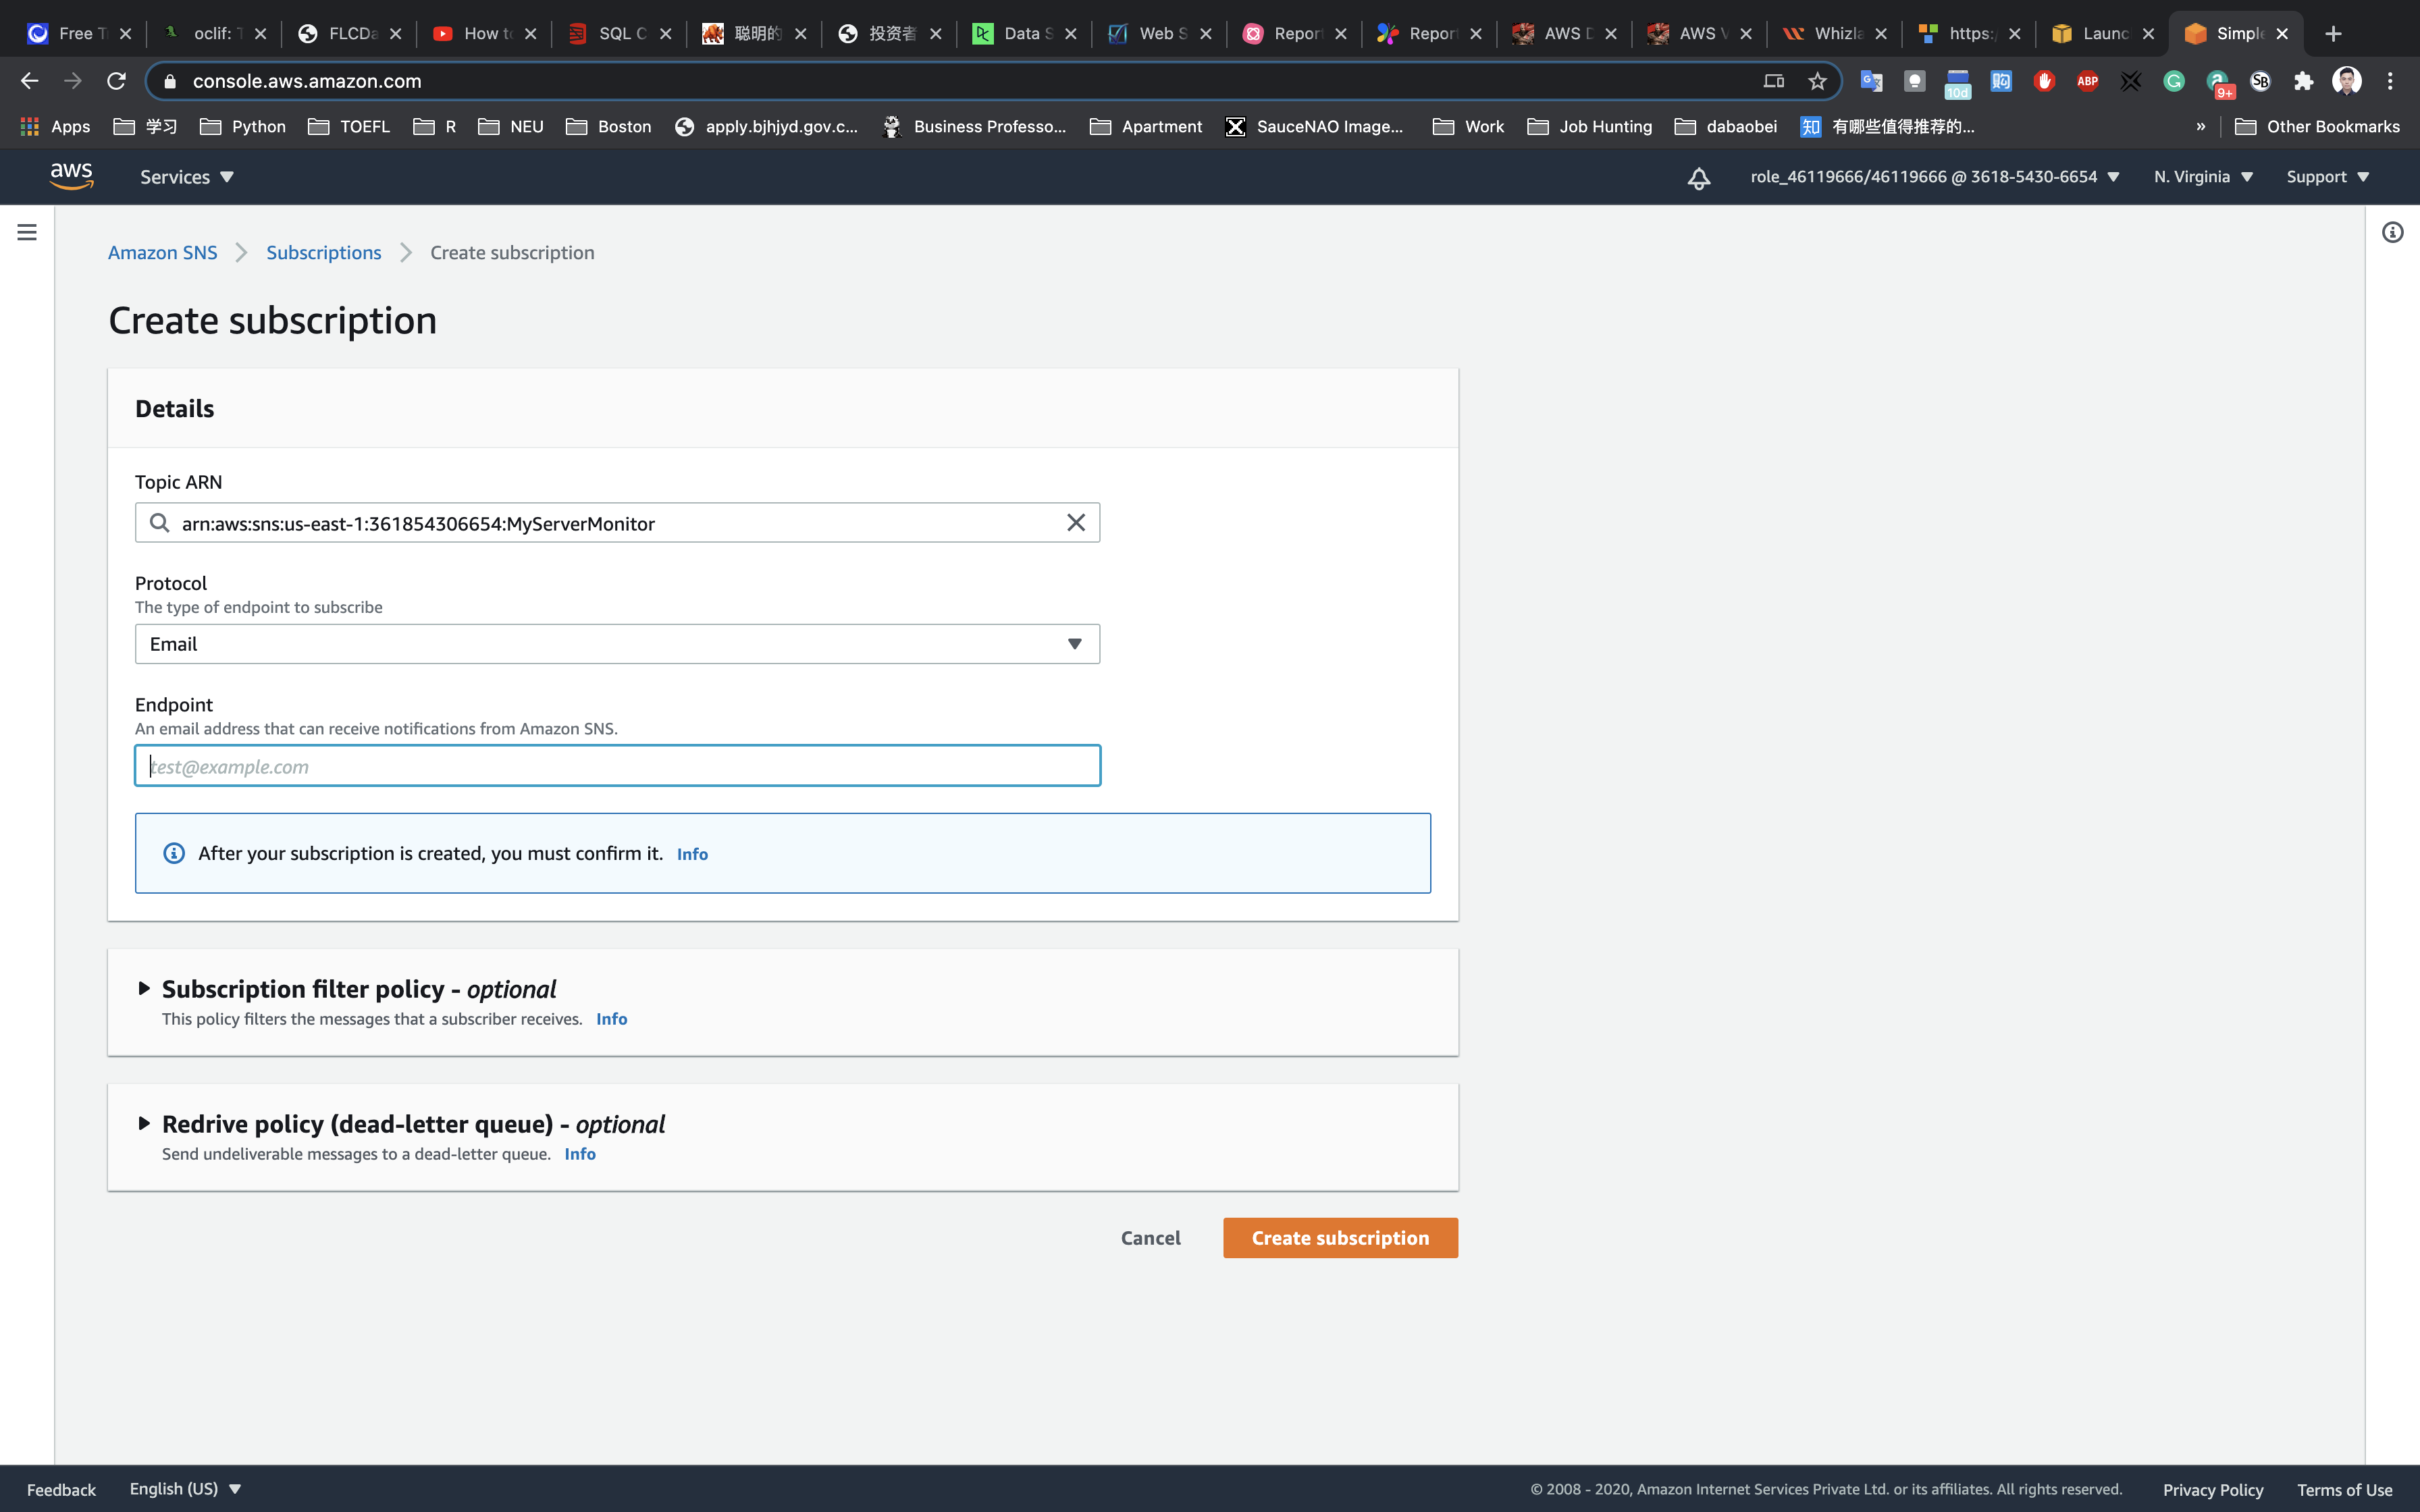 Free T oclif: T FLCDa How to SQL C 聪明的 投资者 Data S Web S Report Report AWS D AWS V Whizla https:/ Launc Simple
console.aws.amazon.com
10d 购 ABP 9+ SB
Apps 学习 Python TOEFL R NEU Boston apply.bjhjyd.gov.c... Business Professo... Apartment SauceNAO Image... Work Job Hunting dabaobei 知 有哪些值得推荐的... » Other Bookmarks
aws Services role_46119666/46119666 @ 3618-5430-6654 N. Virginia Support
Amazon SNS Subscriptions Create subscription
Create subscription
Details
Topic ARN
arn:aws:sns:us-east-1:361854306654:MyServerMonitor
Protocol
The type of endpoint to subscribe
Email
Endpoint
An email address that can receive notifications from Amazon SNS.
test@example.com
After your subscription is created, you must confirm it. Info
Subscription filter policy - optional
This policy filters the messages that a subscriber receives. Info
Redrive policy (dead-letter queue) - optional
Send undeliverable messages to a dead-letter queue. Info
Cancel Create subscription
Feedback English (US) © 2008 - 2020, Amazon Internet Services Private Ltd. or its affiliates. All rights reserved. Privacy Policy Terms of Use